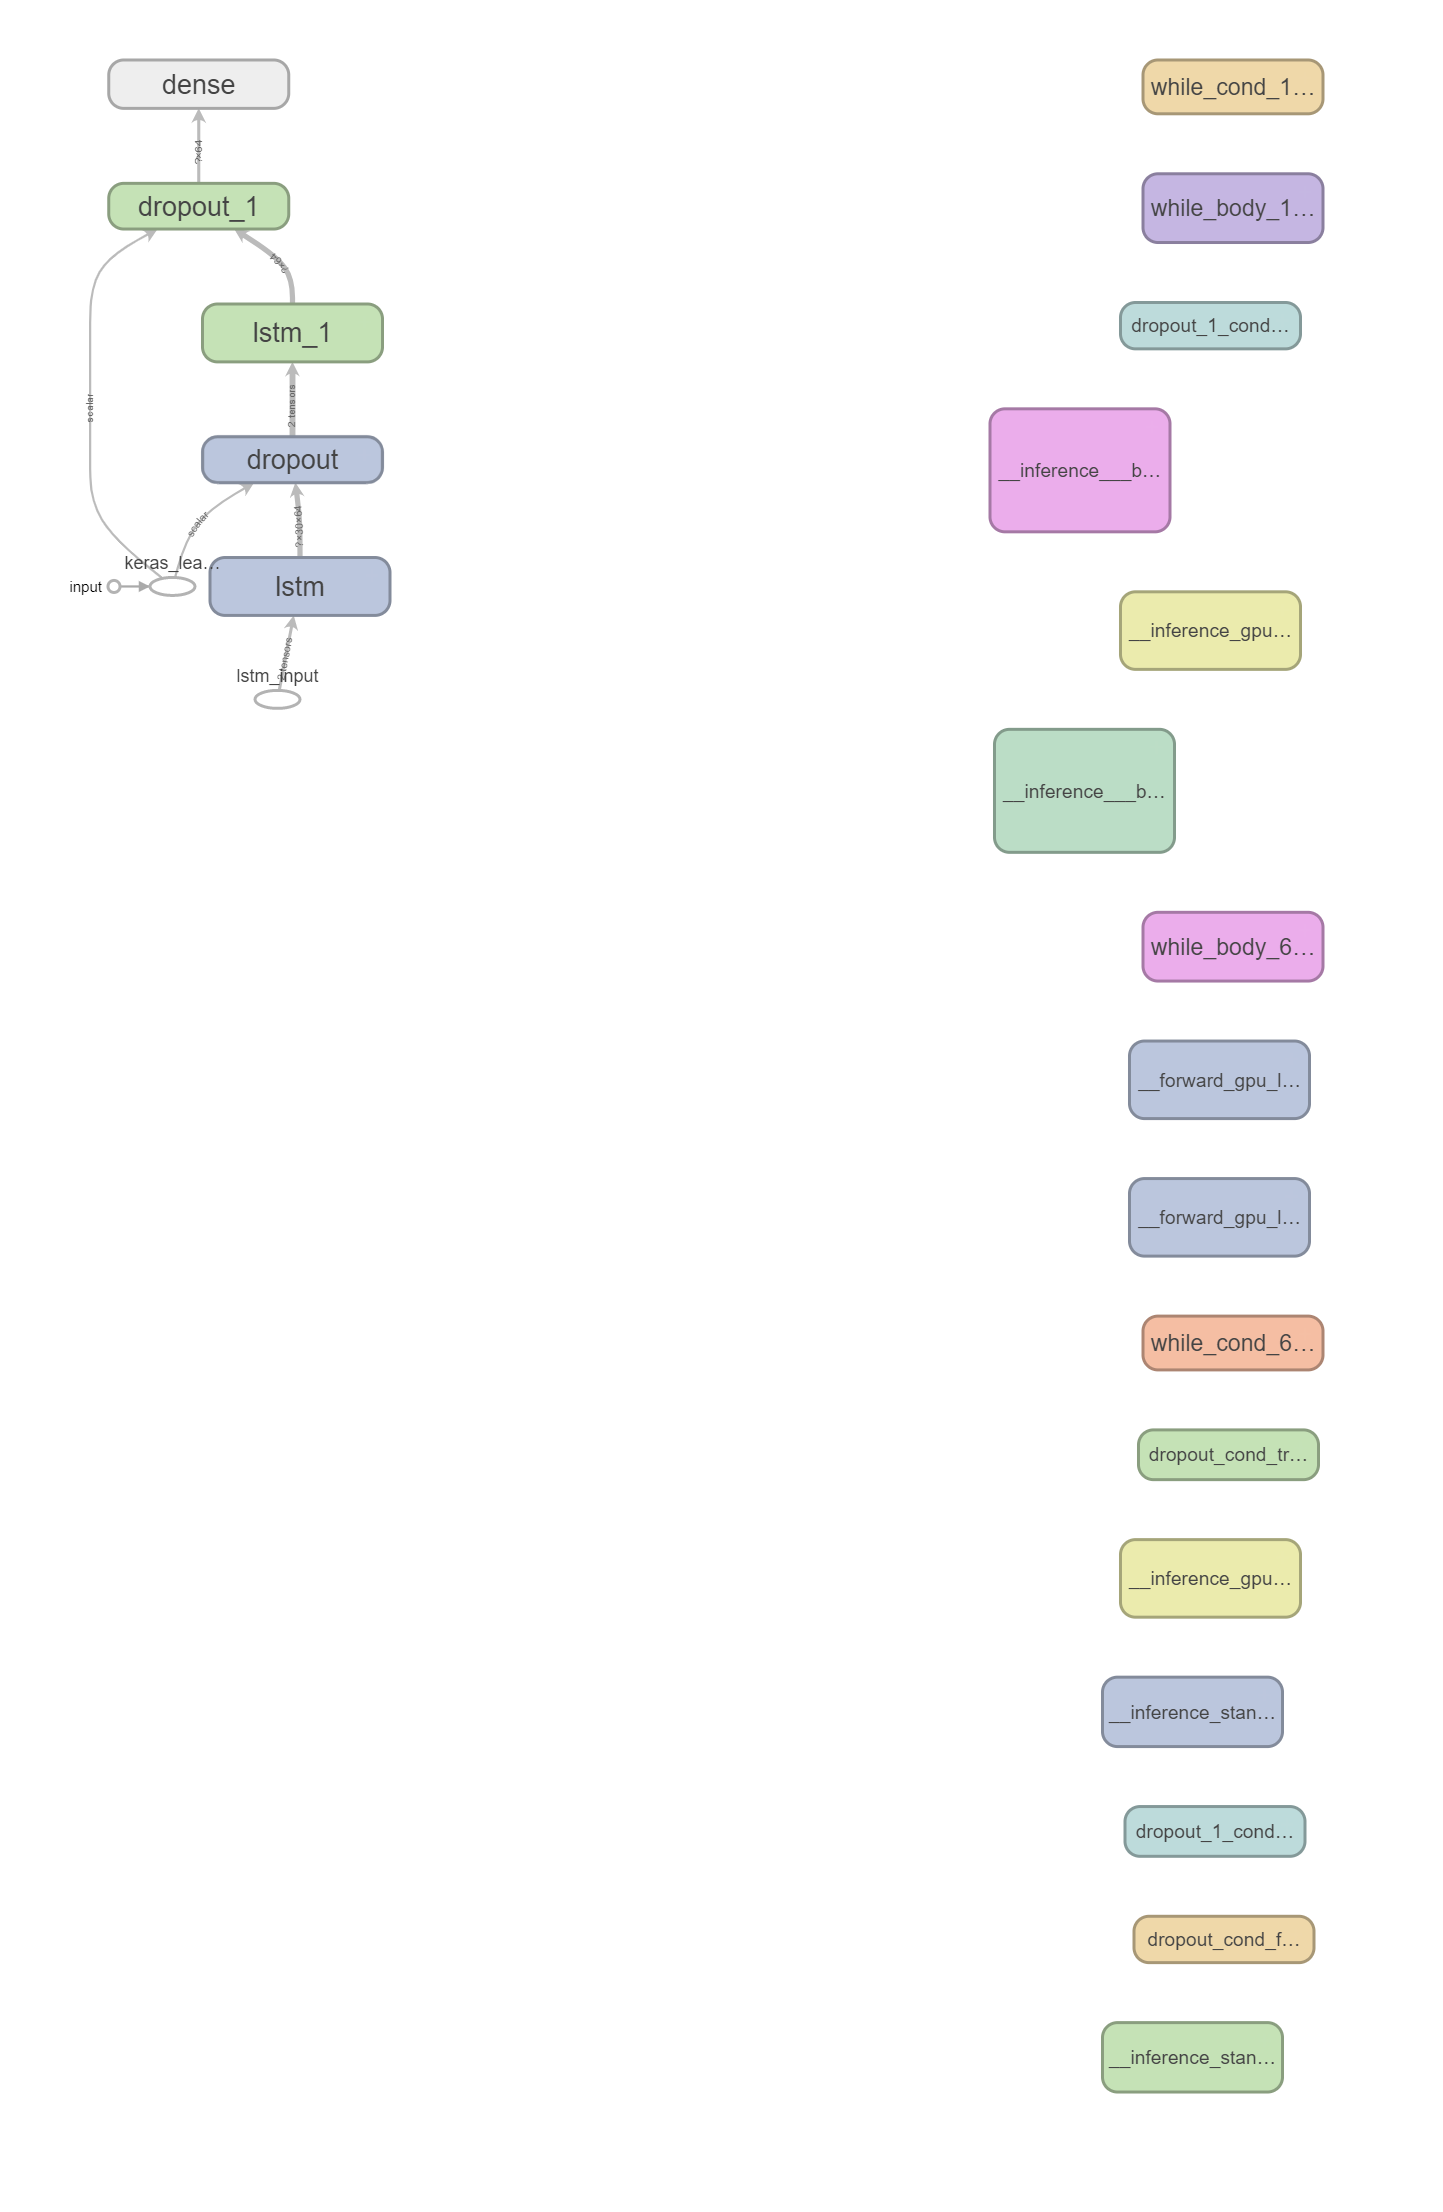 dense
?×64
dropout_1
?×64
lstm_1
scalar
2 tensors
dropout
scalar
?×30×64
keras_lea…
input
lstm
lstm_input
while_cond_1…
while_body_1…
dropout_1_cond…
__inference___b…
__inference_gpu…
__inference___b…
while_body_6…
__forward_gpu_l…
__forward_gpu_l…
while_cond_6…
dropout_cond_tr…
__inference_gpu…
__inference_stan…
dropout_1_cond…
dropout_cond_f…
__inference_stan…